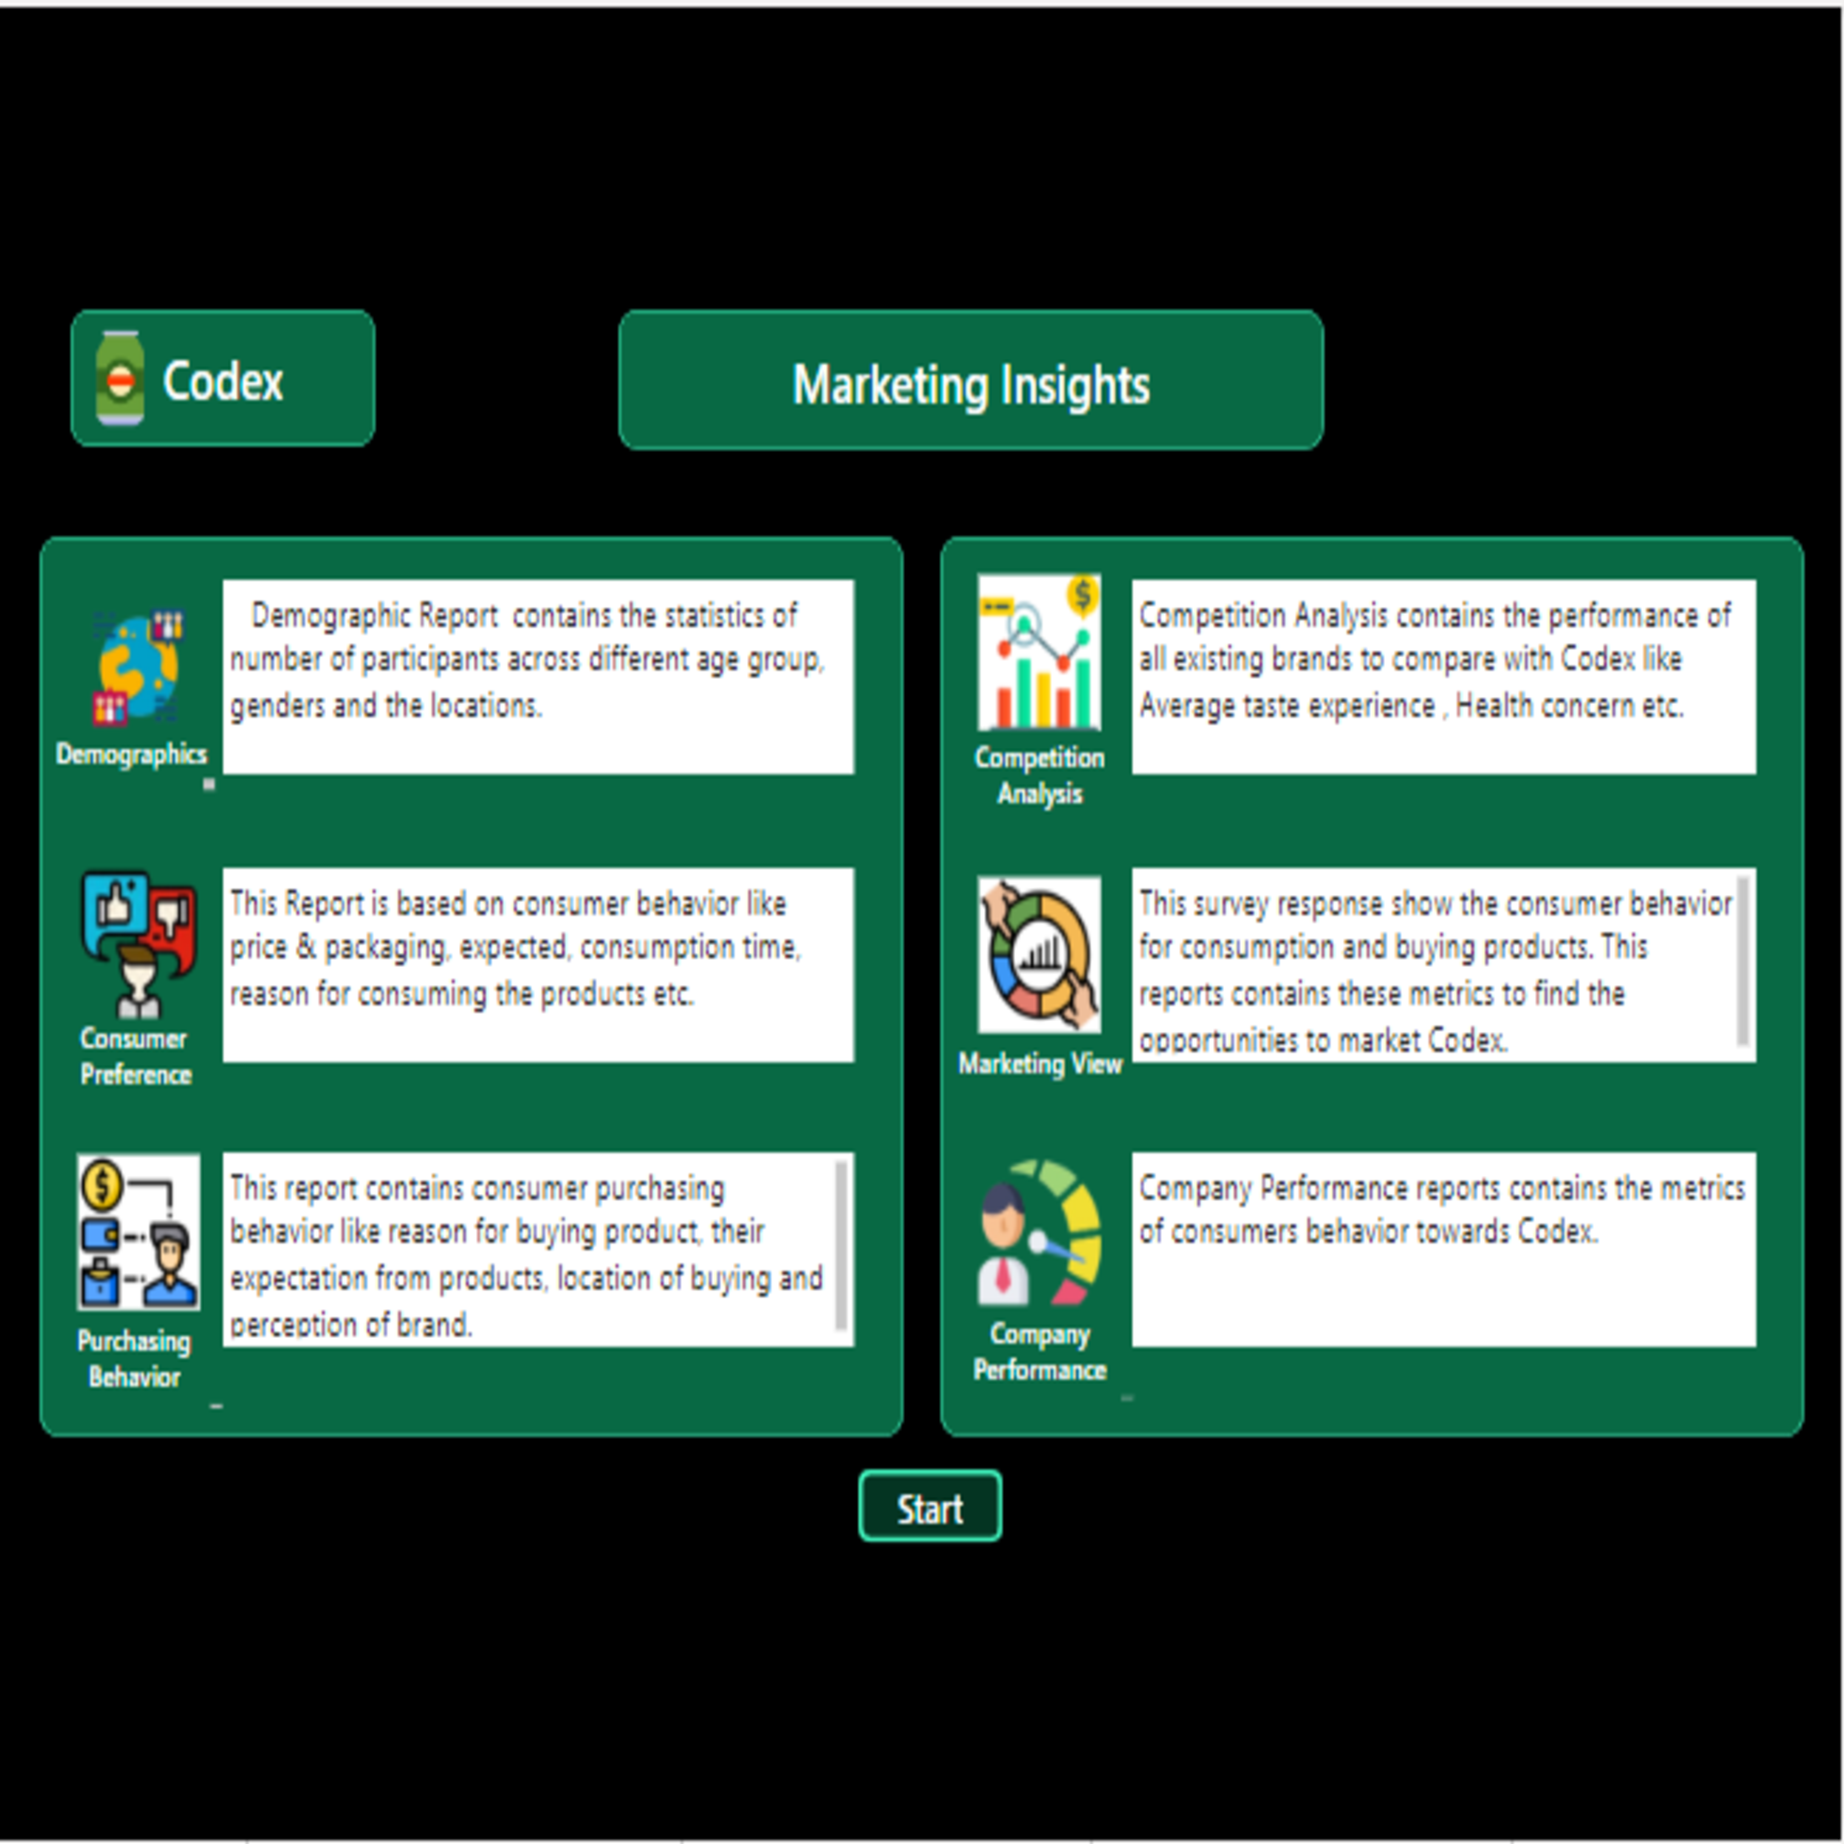 Codex
Marketing Insights
Demographic Report contains the statistics of
number of participants across different age group,
genders and the locations.
Demographics
This Report is based on consumer behavior like
price & packaging, expected, consumption time,
reason for consuming the products etc.
Consumer
Preference
This report contains consumer purchasing
behavior like reason for buying product, their
expectation from products, location of buying and
perception of brand.
Purchasing
Behavior
Competition Analysis contains the performance of
all existing brands to compare with Codex like
Average taste experience , Health concern etc.
Competition
Analysis
This survey response show the consumer behavior
for consumption and buying products. This
reports contains these metrics to find the
opportunities to market Codex.
Marketing View
Company Performance reports contains the metrics
of consumers behavior towards Codex.
Company
Performance
Start